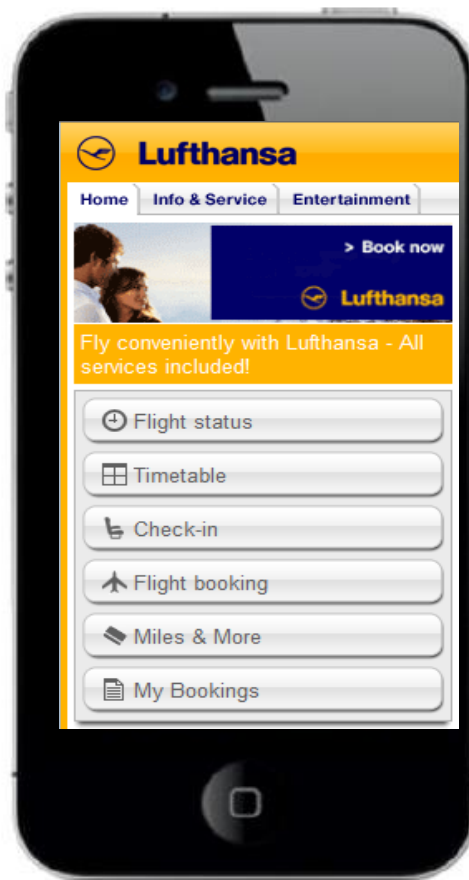 Lufthansa
Home Info & Service Entertainment
> Book now
Lufthansa
Fly conveniently with Lufthansa - All
services included!
Flight status
Timetable
Check-in
Flight booking
Miles & More
My Bookings